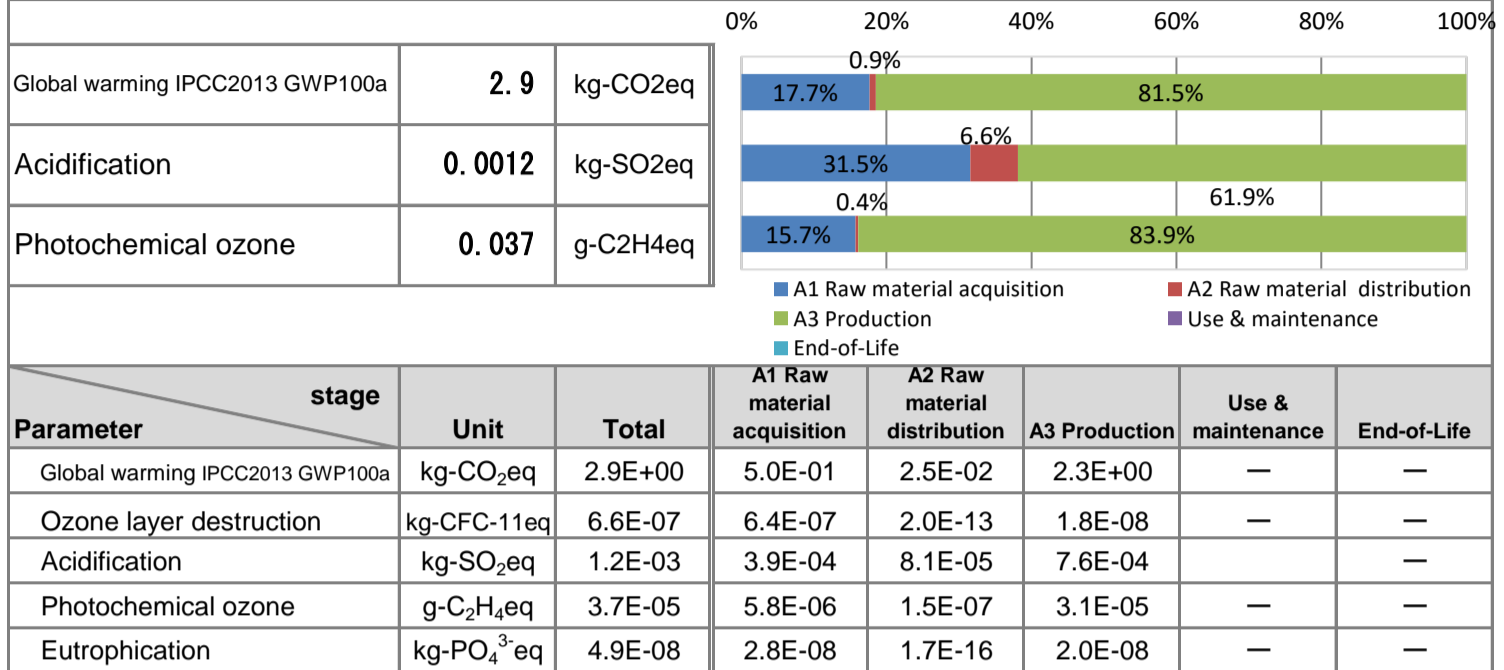 0% 20% 40% 60% 80% 100%
Global warming IPCC2013 GWP100a 2.9 kg-CO2eq
0.9%
17.7% 81.5%
Acidification 0.0012 kg-SO2eq
6.6%
31.5%
61.9%
Photochemical ozone 0.037 g-C2H4eq
0.4%
15.7% 83.9%
A1 Raw material acquisition A2 Raw material distribution
A3 Production Use & maintenance
End-of-Life
stage
Parameter Unit Total A1 Raw material acquisition A2 Raw material distribution A3 Production Use & maintenance End-of-Life
Global warming IPCC2013 GWP100a kg-CO₂eq 2.9E+00 5.0E-01 2.5E-02 2.3E+00 — —
Ozone layer destruction kg-CFC-11eq 6.6E-07 6.4E-07 2.0E-13 1.8E-08 — —
Acidification kg-SO₂eq 1.2E-03 3.9E-04 8.1E-05 7.6E-04 — —
Photochemical ozone g-C₂H₄eq 3.7E-05 5.8E-06 1.5E-07 3.1E-05 — —
Eutrophication kg-PO₄³⁻eq 4.9E-08 2.8E-08 1.7E-16 2.0E-08 — —